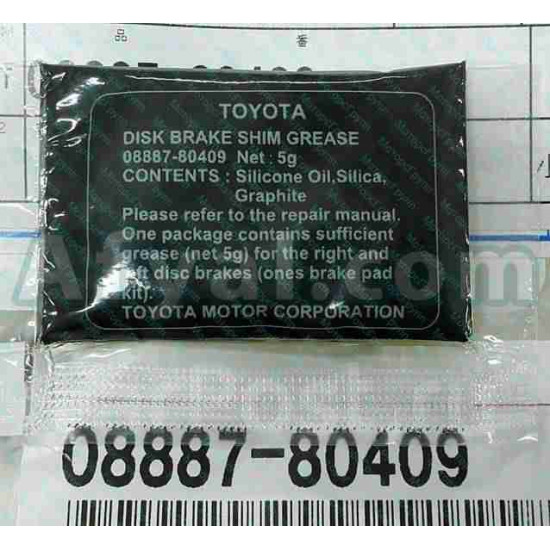 品
番
TOYOTA
DISK BRAKE SHIM GREASE
08887-80409 Net : 5g
CONTENTS : Silicone Oil,Silica,
Graphite
Please refer to the repair manual.
One package contains sufficient
grease (net 5g) for the right and
left disc brakes (ones brake pad
kit).
TOYOTA MOTOR CORPORATION
08887-80409